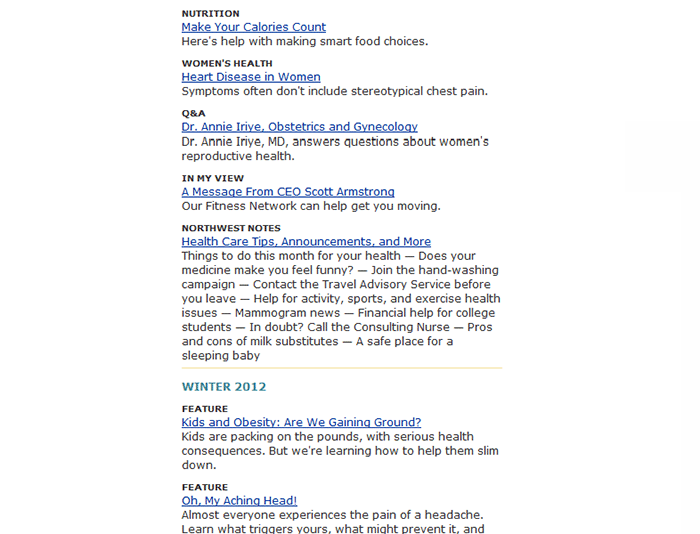 NUTRITION
Make Your Calories Count
Here's help with making smart food choices.
WOMEN'S HEALTH
Heart Disease in Women
Symptoms often don't include stereotypical chest pain.
Q&A
Dr. Annie Iriye, Obstetrics and Gynecology
Dr. Annie Iriye, MD, answers questions about women's
reproductive health.
IN MY VIEW
A Message From CEO Scott Armstrong
Our Fitness Network can help get you moving.
NORTHWEST NOTES
Health Care Tips, Announcements, and More
Things to do this month for your health — Does your
medicine make you feel funny? — Join the hand-washing
campaign — Contact the Travel Advisory Service before
you leave — Help for activity, sports, and exercise health
issues — Mammogram news — Financial help for college
students — In doubt? Call the Consulting Nurse — Pros
and cons of milk substitutes — A safe place for a
sleeping baby
WINTER 2012
FEATURE
Kids and Obesity: Are We Gaining Ground?
Kids are packing on the pounds, with serious health
consequences. But we're learning how to help them slim
down.
FEATURE
Oh, My Aching Head!
Almost everyone experiences the pain of a headache.
Learn what triggers yours, what might prevent it, and